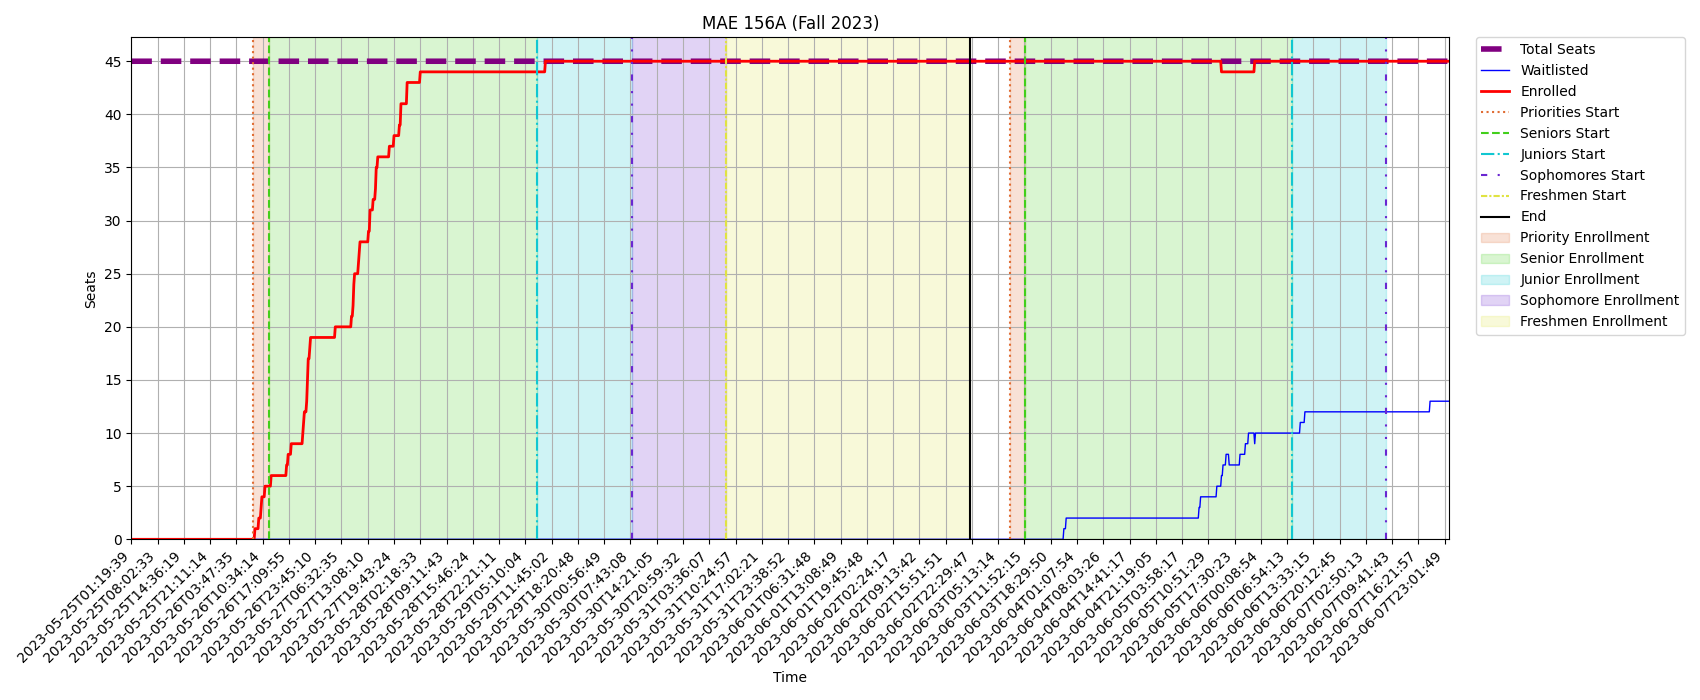 MAE 156A (Fall 2023)
Seats
45
40
35
30
25
20
15
10
5
0
2023-05-25T01:19:39
2023-05-25T08:02:33
2023-05-25T14:36:19
2023-05-25T21:11:14
2023-05-26T03:47:35
2023-05-26T10:34:14
2023-05-26T17:09:55
2023-05-26T23:45:10
2023-05-27T06:32:35
2023-05-27T13:08:10
2023-05-27T19:43:24
2023-05-28T02:18:33
2023-05-28T09:11:43
2023-05-28T15:46:24
2023-05-28T22:21:11
2023-05-29T05:10:04
2023-05-29T11:45:02
2023-05-29T18:20:48
2023-05-30T00:56:49
2023-05-30T07:43:08
2023-05-30T14:21:05
2023-05-30T20:59:32
2023-05-31T03:36:07
2023-05-31T10:24:57
2023-05-31T17:02:21
2023-05-31T23:38:52
2023-06-01T06:31:48
2023-06-01T13:08:49
2023-06-01T19:45:48
2023-06-02T02:24:17
2023-06-02T09:13:42
2023-06-02T15:51:51
2023-06-02T22:29:47
2023-06-03T05:13:14
2023-06-03T11:52:15
2023-06-03T18:29:50
2023-06-04T01:07:54
2023-06-04T08:03:26
2023-06-04T14:41:17
2023-06-04T21:19:05
2023-06-05T03:58:17
2023-06-05T10:51:29
2023-06-05T17:30:23
2023-06-06T00:08:54
2023-06-06T06:54:13
2023-06-06T13:33:15
2023-06-06T20:12:45
2023-06-07T02:50:13
2023-06-07T09:41:43
2023-06-07T16:21:57
2023-06-07T23:01:49
Time
Total Seats
Waitlisted
Enrolled
Priorities Start
Seniors Start
Juniors Start
Sophomores Start
Freshmen Start
End
Priority Enrollment
Senior Enrollment
Junior Enrollment
Sophomore Enrollment
Freshmen Enrollment